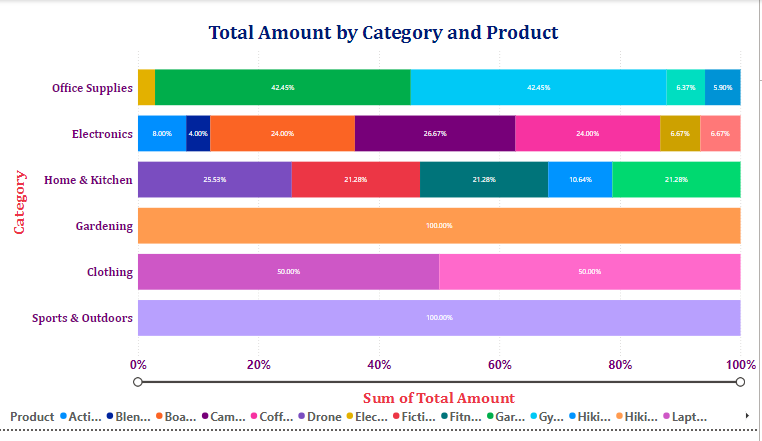 Total Amount by Category and Product
Category
Office Supplies 42.45% 42.45% 6.37% 5.90%
Electronics 8.00% 4.00% 24.00% 26.67% 24.00% 6.67% 6.67%
Home & Kitchen 25.53% 21.28% 21.28% 10.64% 21.28%
Gardening 100.00%
Clothing 50.00% 50.00%
Sports & Outdoors 100.00%
0% 20% 40% 60% 80% 100%
Sum of Total Amount
Product Acti... Blen... Boa... Cam... Coff... Drone Elec... Ficti... Fitn... Gar... Gy... Hiki... Hiki... Lapt...